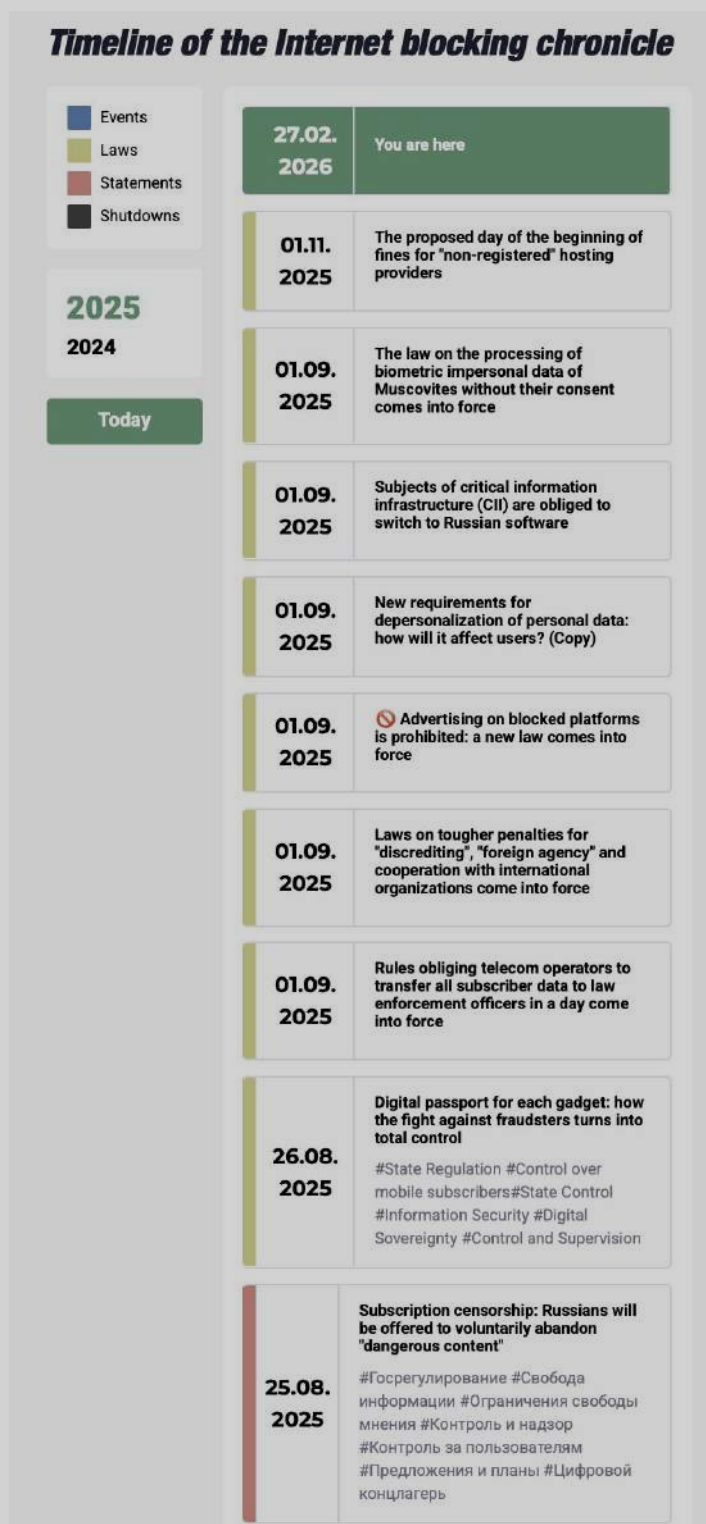 Timeline of the Internet blocking chronicle
Events
Laws
Statements
Shutdowns
2025
2024
Today
27.02.
2026
You are here
01.11.
2025
The proposed day of the beginning of
fines for "non-registered" hosting
providers
01.09.
2025
The law on the processing of
biometric impersonal data of
Muscovites without their consent
comes into force
01.09.
2025
Subjects of critical information
infrastructure (CII) are obliged to
switch to Russian software
01.09.
2025
New requirements for
depersonalization of personal data:
how will it affect users? (Copy)
01.09.
2025
🚫 Advertising on blocked platforms
is prohibited: a new law comes into
force
01.09.
2025
Laws on tougher penalties for
"discrediting", "foreign agency" and
cooperation with international
organizations come into force
01.09.
2025
Rules obliging telecom operators to
transfer all subscriber data to law
enforcement officers in a day come
into force
26.08.
2025
Digital passport for each gadget: how
the fight against fraudsters turns into
total control
#State Regulation #Control over
mobile subscribers#State Control
#Information Security #Digital
Sovereignty #Control and Supervision
25.08.
2025
Subscription censorship: Russians will
be offered to voluntarily abandon
"dangerous content"
#Госрегулирование #Свобода
информации #Ограничения свободы
мнения #Контроль и надзор
#Контроль за пользователям
#Предложения и планы #Цифровой
концлагерь